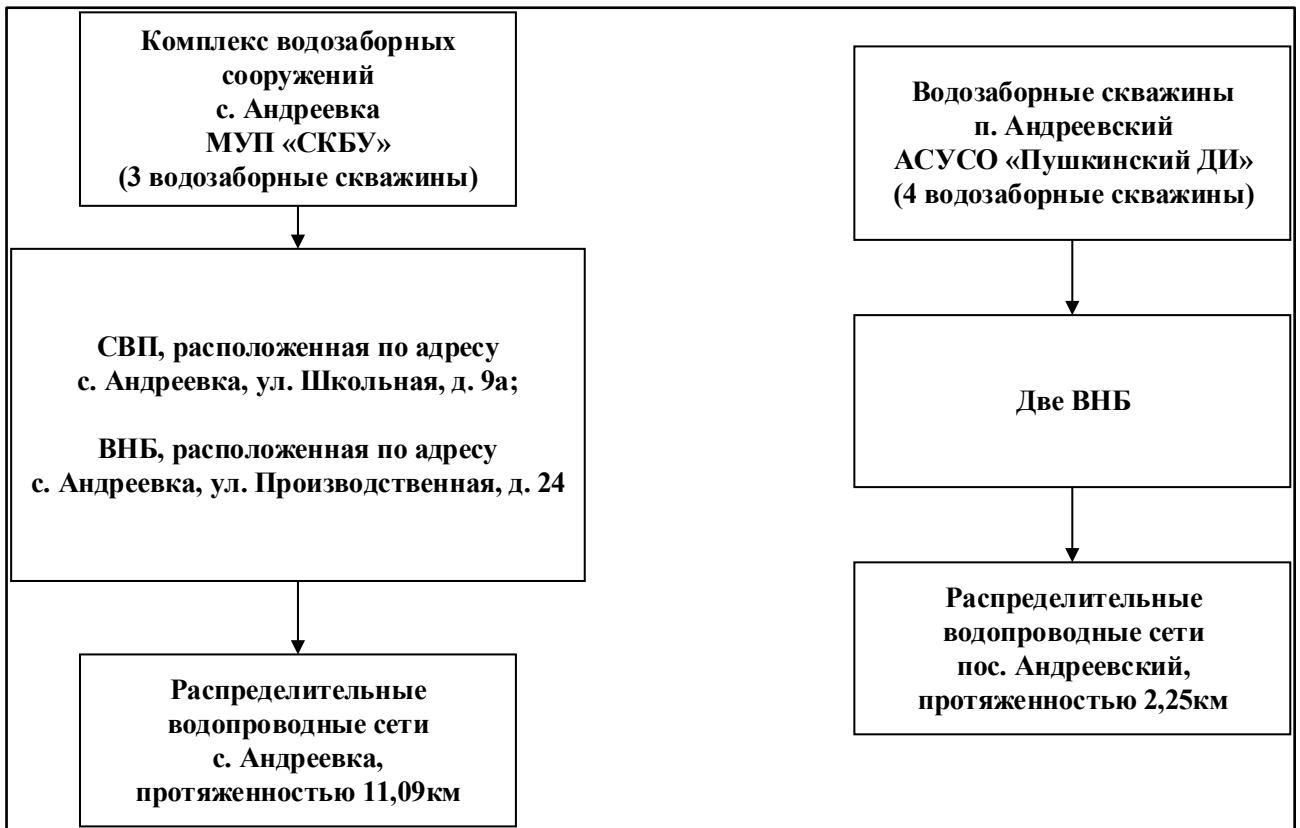 Комплекс водозаборных
сооружений
с. Андреевка
МУП «СКБУ»
(3 водозаборные скважины)
СВП, расположенная по адресу
с. Андреевка, ул. Школьная, д. 9а;
ВНБ, расположенная по адресу
с. Андреевка, ул. Производственная, д. 24
Распределительные
водопроводные сети
с. Андреевка,
протяженностью 11,09км
Водозаборные скважины
п. Андреевский
АСУСО «Пушкинский ДИ»
(4 водозаборные скважины)
Две ВНБ
Распределительные
водопроводные сети
пос. Андреевский,
протяженностью 2,25км